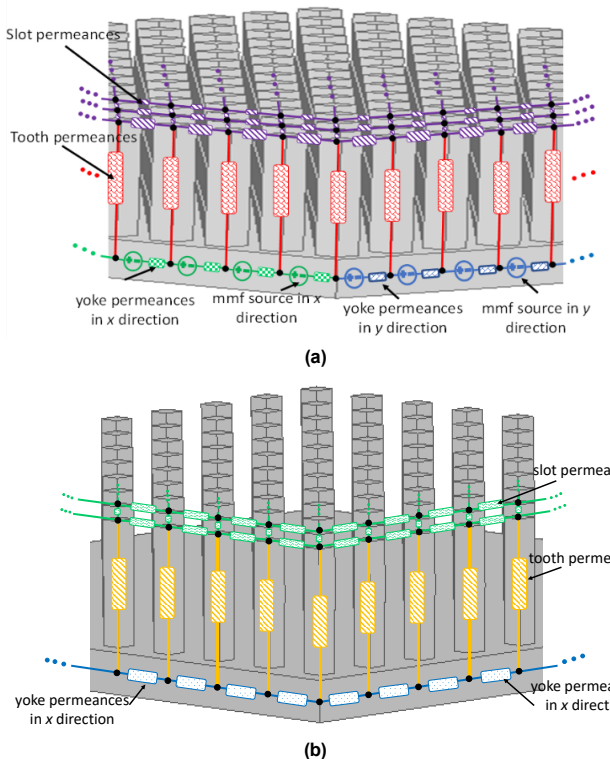 Slot permeances
Tooth permeances
yoke permeances
in x direction
mmf source in x
direction
yoke permeances
in y direction
mmf source in y
direction
(a)
slot permea
tooth perme
yoke permeances
in x direction
yoke permea
in x direct
(b)